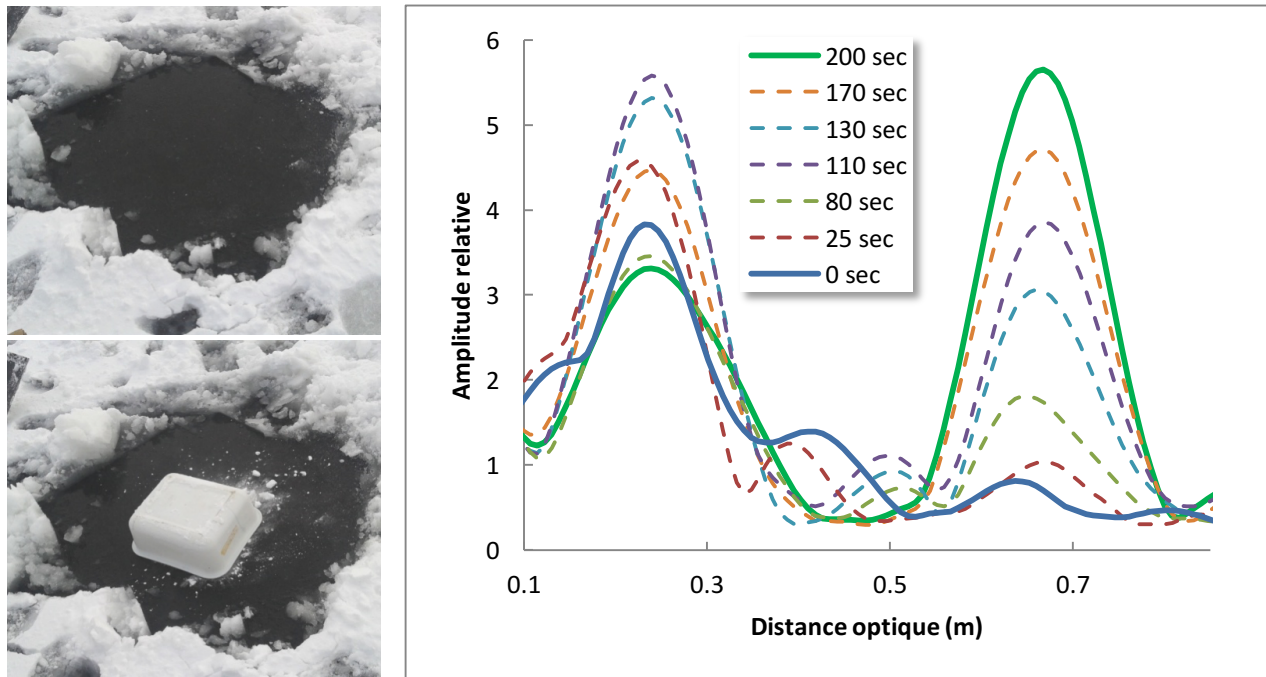 6
5
4
3
2
1
0
Amplitude relative
200 sec
170 sec
130 sec
110 sec
80 sec
25 sec
0 sec
0.1 0.3 0.5 0.7
Distance optique (m)